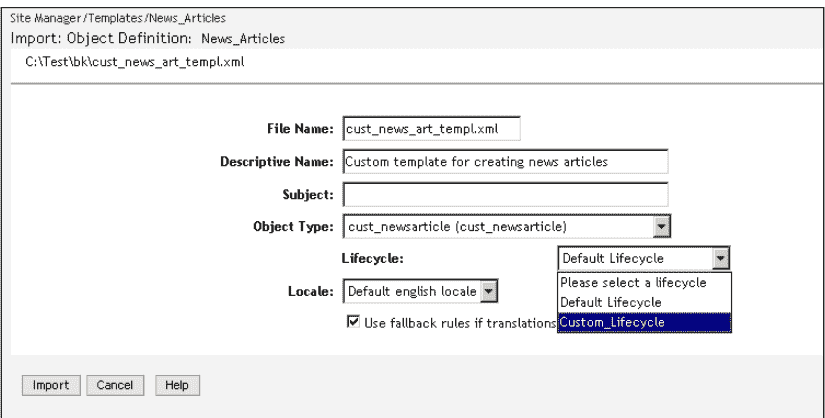 Site Manager/Templates/News_Articles
Import: Object Definition: News_Articles
C:\Test\bk\cust_news_art_templ.xml
File Name: cust_news_art_templ.xml
Descriptive Name: Custom template for creating news articles
Subject:
Object Type: cust_newsarticle (cust_newsarticle)
Lifecycle: Default Lifecycle
Please select a lifecycle
Locale: Default english locale Default Lifecycle
Use fallback rules if translations Custom_Lifecycle
Import Cancel Help